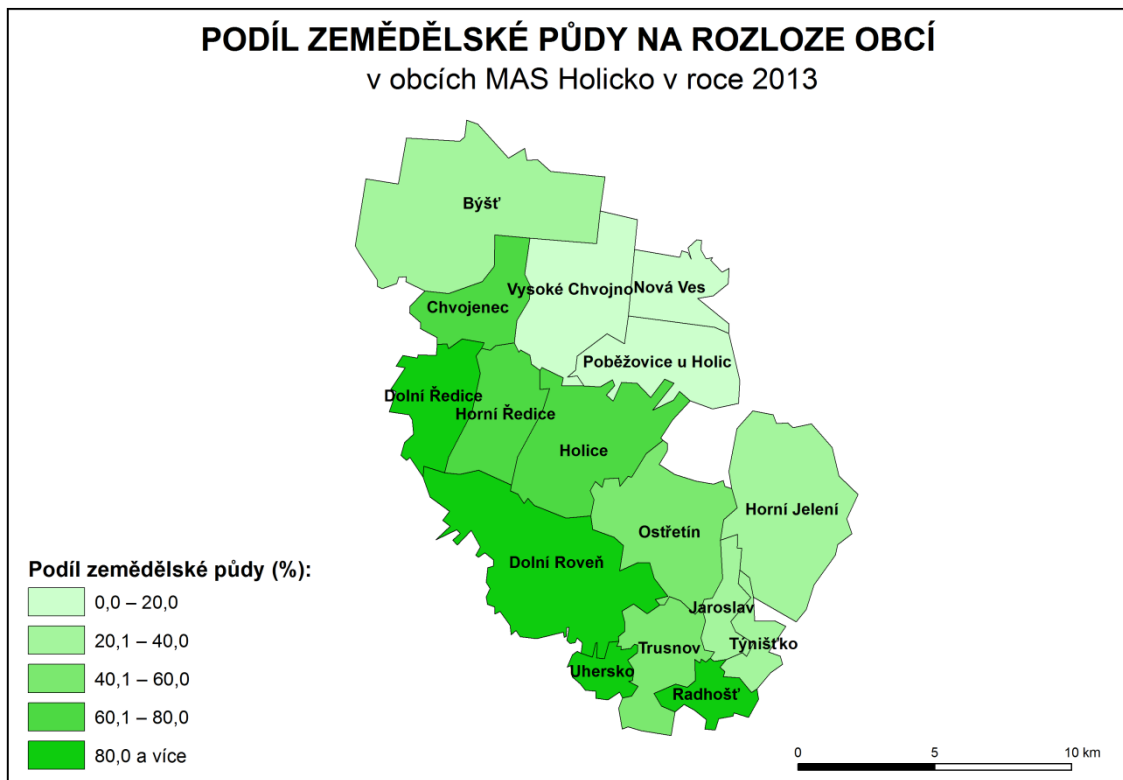 PODÍL ZEMĚDĚLSKÉ PŮDY NA ROZLOZE OBCÍ
v obcích MAS Holicko v roce 2013
Býšť
Vysoké Chvojno
Nová Ves
Chvojenec
Poběžovice u Holic
Dolní Ředice
Horní Ředice
Holice
Horní Jelení
Ostřetín
Dolní Roveň
Jaroslav
Týnišťko
Trusnov
Uhersko
Radhošť
Podíl zemědělské půdy (%):
0,0 – 20,0
20,1 – 40,0
40,1 – 60,0
60,1 – 80,0
80,0 a více
0 5 10 km